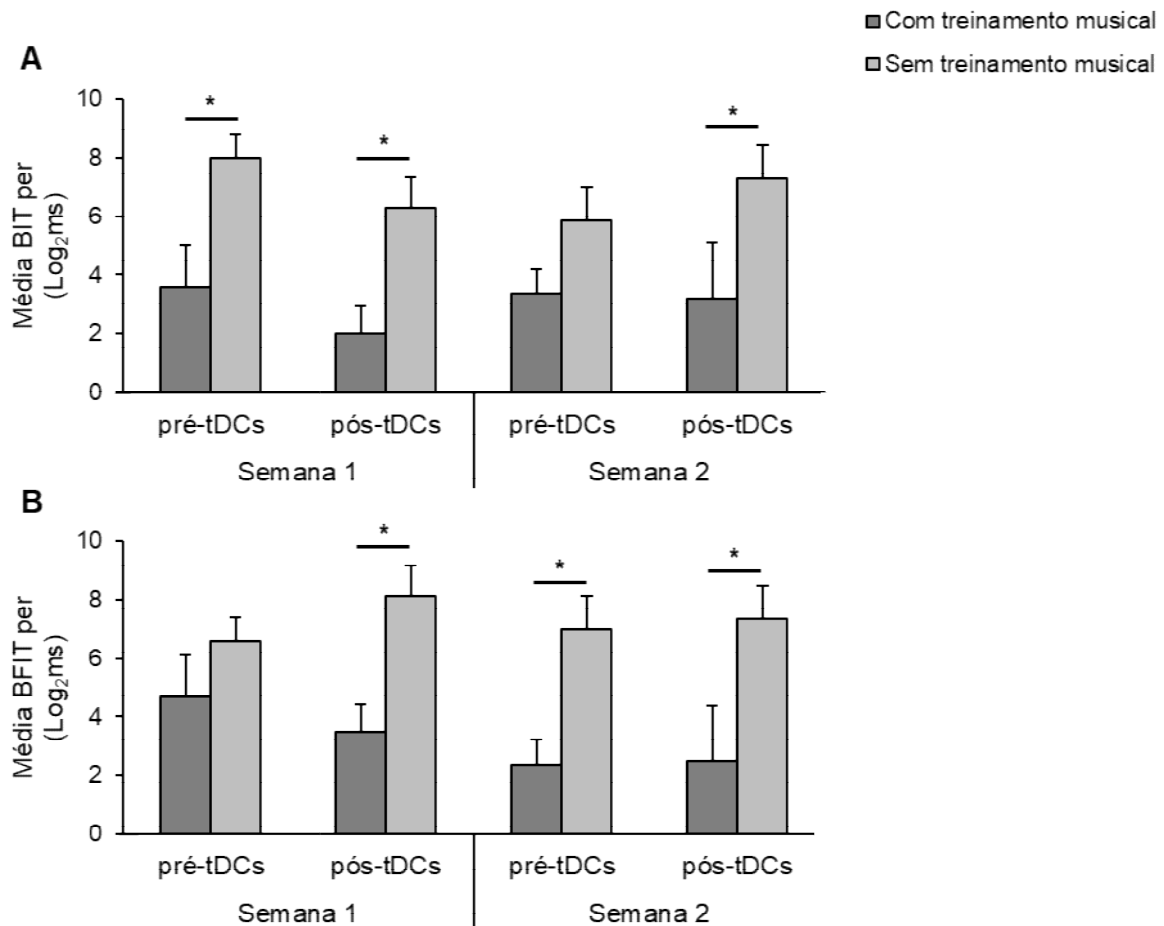 Com treinamento musical
Sem treinamento musical
A
Média BIT per
(Log₂ms)
10
8
6
4
2
0
*
*
*
pré-tDCs pós-tDCs pré-tDCs pós-tDCs
Semana 1 Semana 2
B
Média BFIT per
(Log₂ms)
10
8
6
4
2
0
*
*
*
pré-tDCs pós-tDCs pré-tDCs pós-tDCs
Semana 1 Semana 2